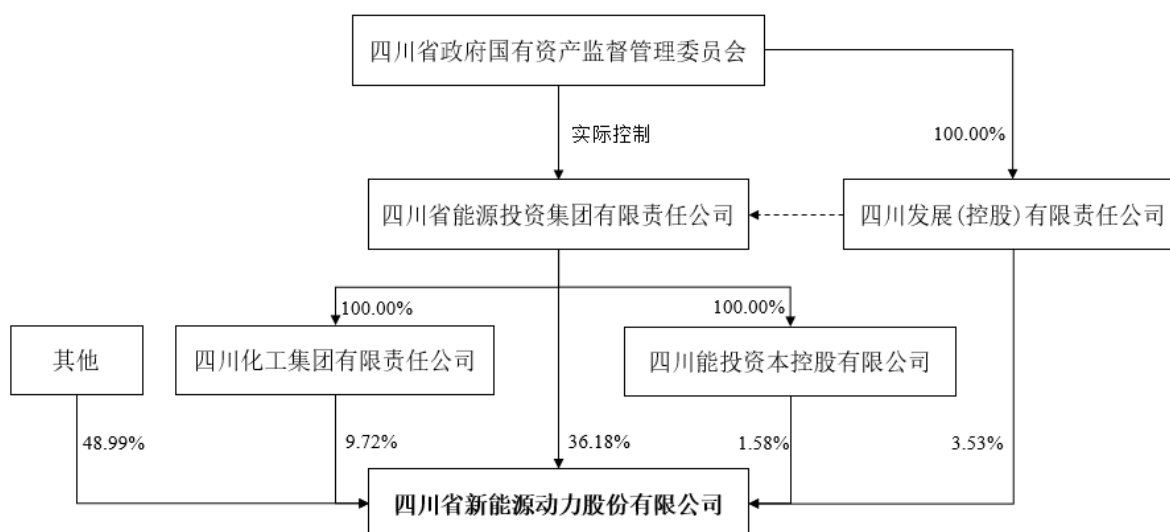 四川省政府国有资产监督管理委员会
实际控制
100.00%
四川省能源投资集团有限责任公司
四川发展(控股)有限责任公司
100.00%
100.00%
其他
四川化工集团有限责任公司
四川能投资本控股有限公司
48.99%
9.72%
36.18%
1.58%
3.53%
四川省新能源动力股份有限公司